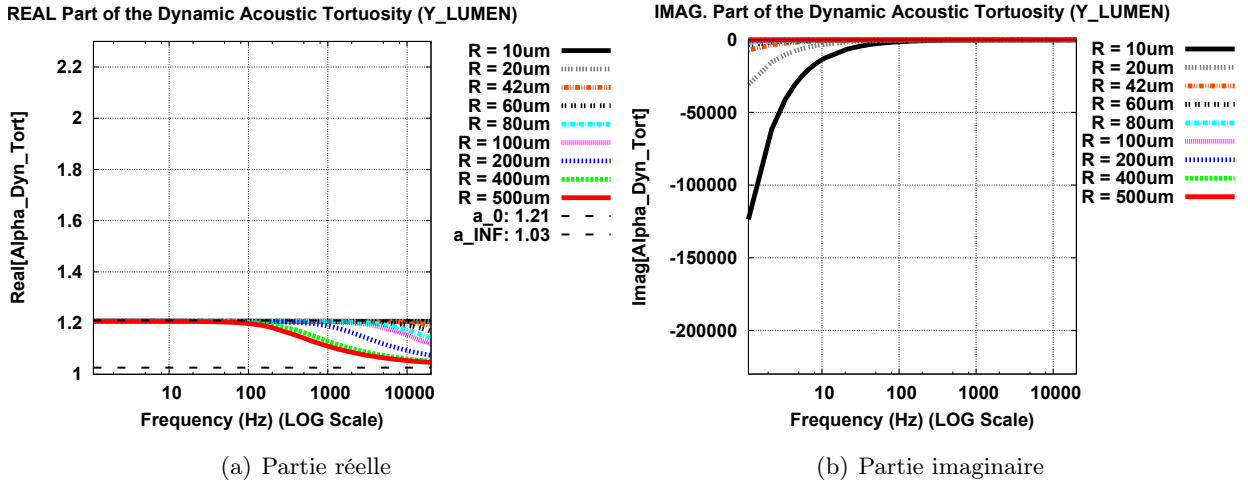 REAL Part of the Dynamic Acoustic Tortuosity (Y_LUMEN)
Real[Alpha_Dyn_Tort]
2.2
2
1.8
1.6
1.4
1.2
1
10
100
1000
10000
Frequency (Hz) (LOG Scale)
R = 10um
R = 20um
R = 42um
R = 60um
R = 80um
R = 100um
R = 200um
R = 400um
R = 500um
a_0: 1.21
a_INF: 1.03
(a) Partie réelle
IMAG. Part of the Dynamic Acoustic Tortuosity (Y_LUMEN)
Imag[Alpha_Dyn_Tort]
0
-50000
-100000
-150000
-200000
10
100
1000
10000
Frequency (Hz) (LOG Scale)
R = 10um
R = 20um
R = 42um
R = 60um
R = 80um
R = 100um
R = 200um
R = 400um
R = 500um
(b) Partie imaginaire